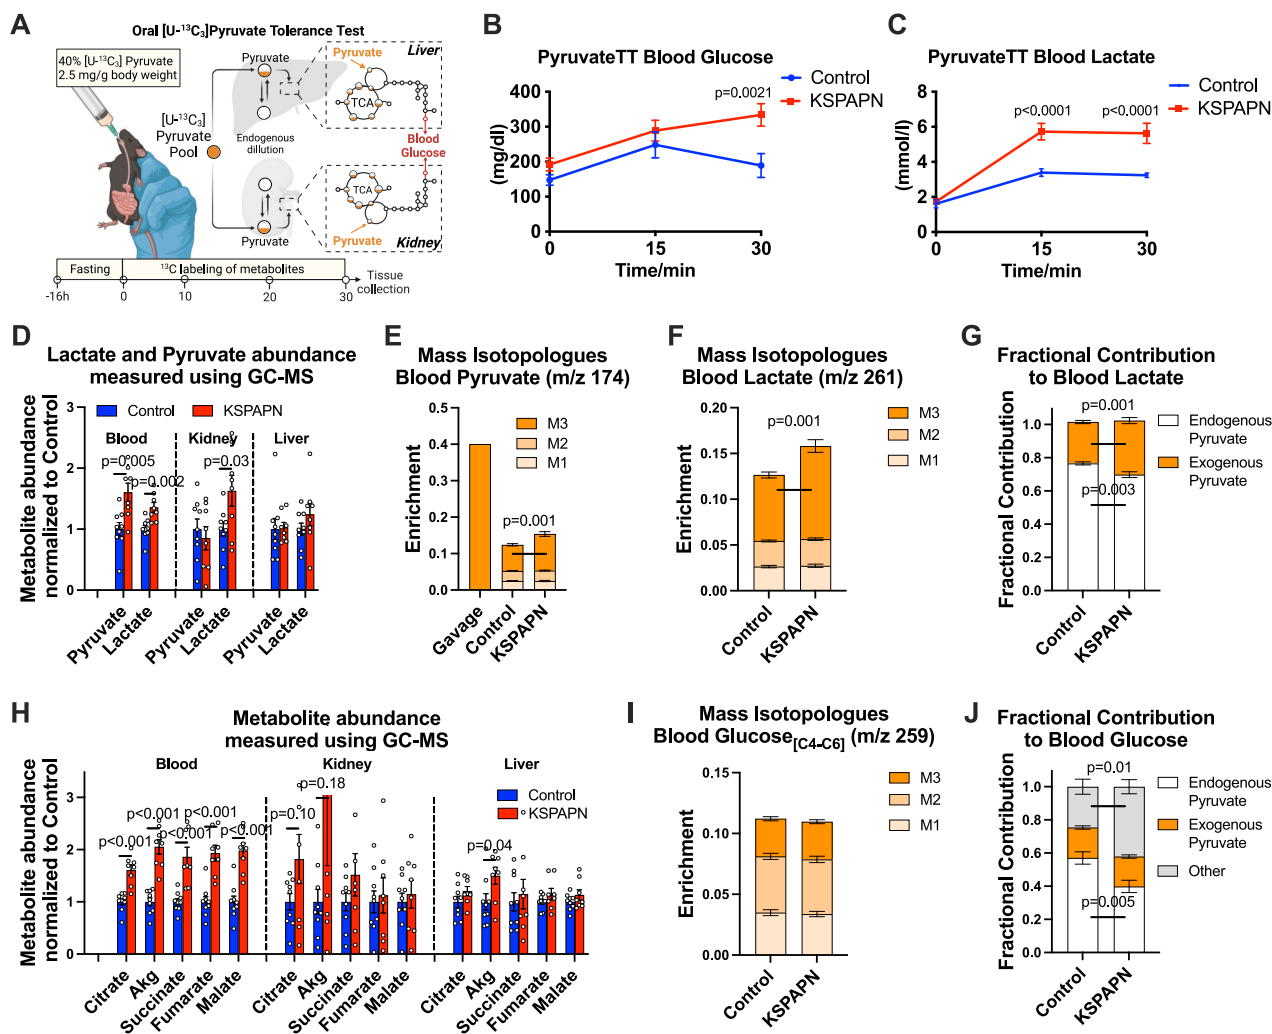 A
Oral [U-¹³C₃]Pyruvate Tolerance Test
40% [U-¹³C₃] Pyruvate
2.5 mg/g body weight
[U-¹³C₃]
Pyruvate
Pool
Pyruvate
Endogenous
dillution
Pyruvate
Pyruvate
Liver
TCA
Blood
Glucose
TCA
Pyruvate
Kidney
Fasting
¹³C labeling of metabolites
Tissue
collection
-16h
0
10
20
30
B
PyruvateTT Blood Glucose
Control
KSPAPN
p=0.0021
(mg/dl)
400
300
200
100
0
0
15
30
Time/min
C
PyruvateTT Blood Lactate
Control
KSPAPN
p<0.0001
p<0.0001
(mmol/l)
8
6
4
2
0
0
15
30
Time/min
D
Lactate and Pyruvate abundance
measured using GC-MS
Metabolite abundance
normalized to Control
3
2
1
0
Control
KSPAPN
Blood
Kidney
Liver
p=0.005
p=0.002
p=0.03
Pyruvate
Lactate
Pyruvate
Lactate
Pyruvate
Lactate
E
Mass Isotopologues
Blood Pyruvate (m/z 174)
Enrichment
0.5
0.4
0.3
0.2
0.1
0.0
M3
M2
M1
p=0.001
Gavage
Control
KSPAPN
F
Mass Isotopologues
Blood Lactate (m/z 261)
Enrichment
0.20
0.15
0.10
0.05
0.00
p=0.001
M3
M2
M1
Control
KSPAPN
G
Fractional Contribution
to Blood Lactate
Fractional Contribution
1.0
0.8
0.6
0.4
0.2
0.0
p=0.001
p=0.003
Endogenous
Pyruvate
Exogenous
Pyruvate
Control
KSPAPN
H
Metabolite abundance
measured using GC-MS
Metabolite abundance
normalized to Control
3
2
1
0
Blood
Kidney
Liver
Control
KSPAPN
p<0.001
p<0.001
p<0.001
p<0.001
p<0.001
p=0.10
p=0.18
p=0.04
Citrate
Akg
Succinate
Fumarate
Malate
Citrate
Akg
Succinate
Fumarate
Malate
Citrate
Akg
Succinate
Fumarate
Malate
I
Mass Isotopologues
Blood Glucose[C4-C6] (m/z 259)
Enrichment
0.15
0.10
0.05
0.00
M3
M2
M1
Control
KSPAPN
J
Fractional Contribution
to Blood Glucose
Fractional Contribution
1.0
0.8
0.6
0.4
0.2
0.0
p=0.01
p=0.005
Endogenous
Pyruvate
Exogenous
Pyruvate
Other
Control
KSPAPN